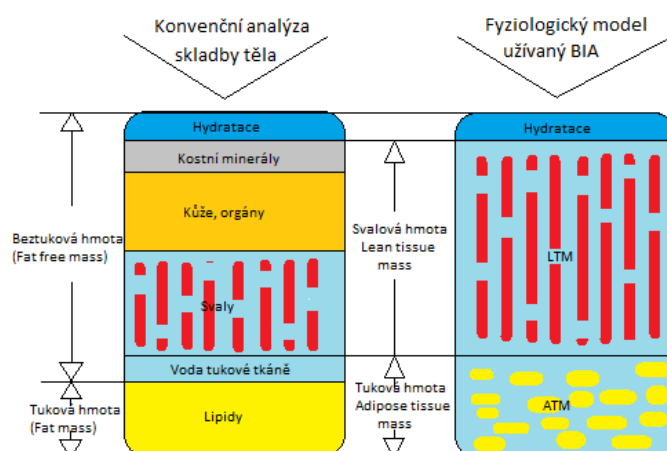 Konvenční analýza
skladby těla
Fyziologický model
užívaný BIA
Hydratace
Hydratace
Kostní minerály
Kůže, orgány
Beztuková hmota
(Fat free mass)
Svalová hmota
Lean tissue
mass
LTM
Svaly
Voda tukové tkáně
Tuková hmota
(Fat mass)
Lipidy
Tuková hmota
Adipose tissue
mass
ATM